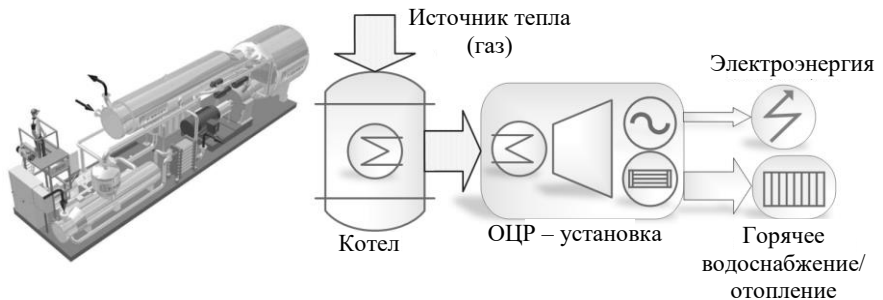 Источник тепла
(газ)
Электроэнергия
Котел
ОЦР – установка
Горячее
водоснабжение/
отопление